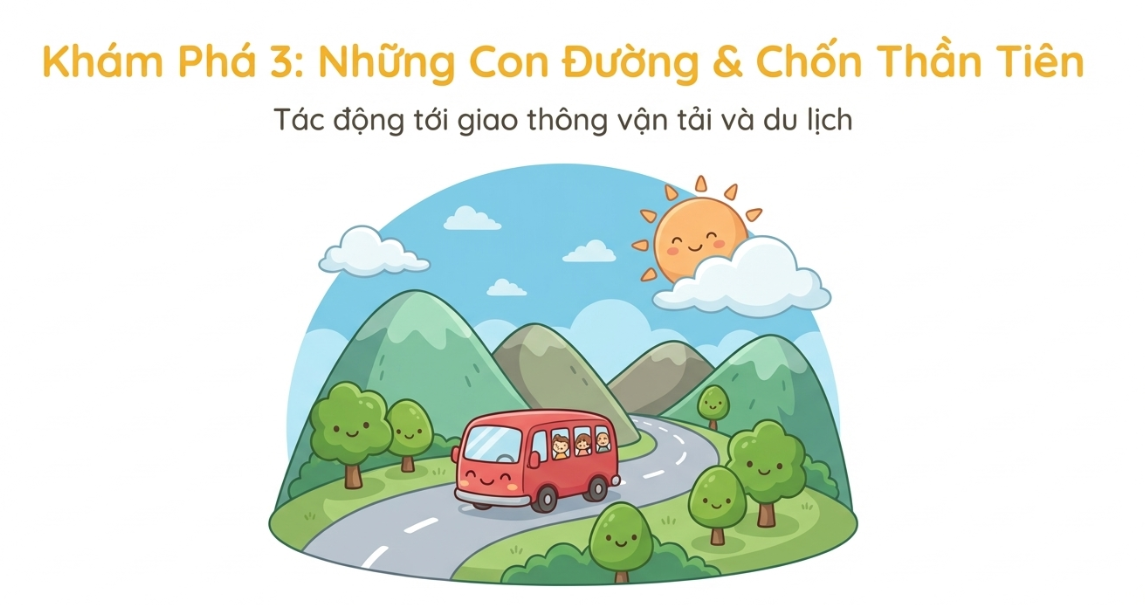 Khám Phá 3: Những Con Đường & Chốn Thần Tiên
Tác động tới giao thông vận tải và du lịch